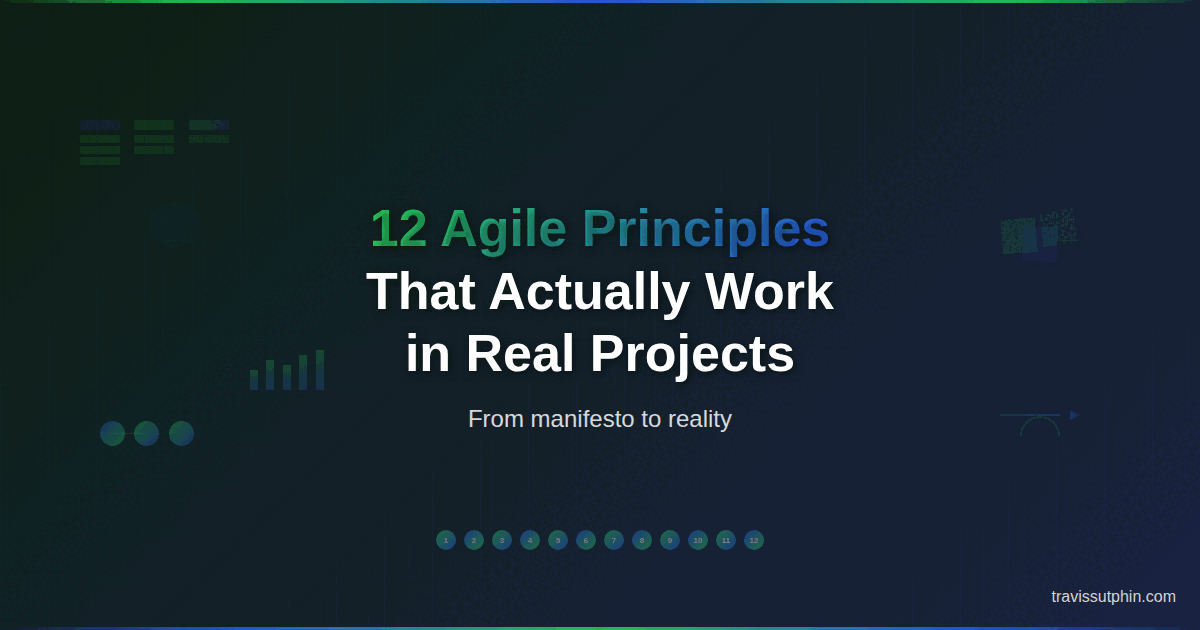 12 Agile Principles
That Actually Work
in Real Projects
From manifesto to reality
1 2 3 4 5 6 7 8 9 10 11 12
travissutphin.com